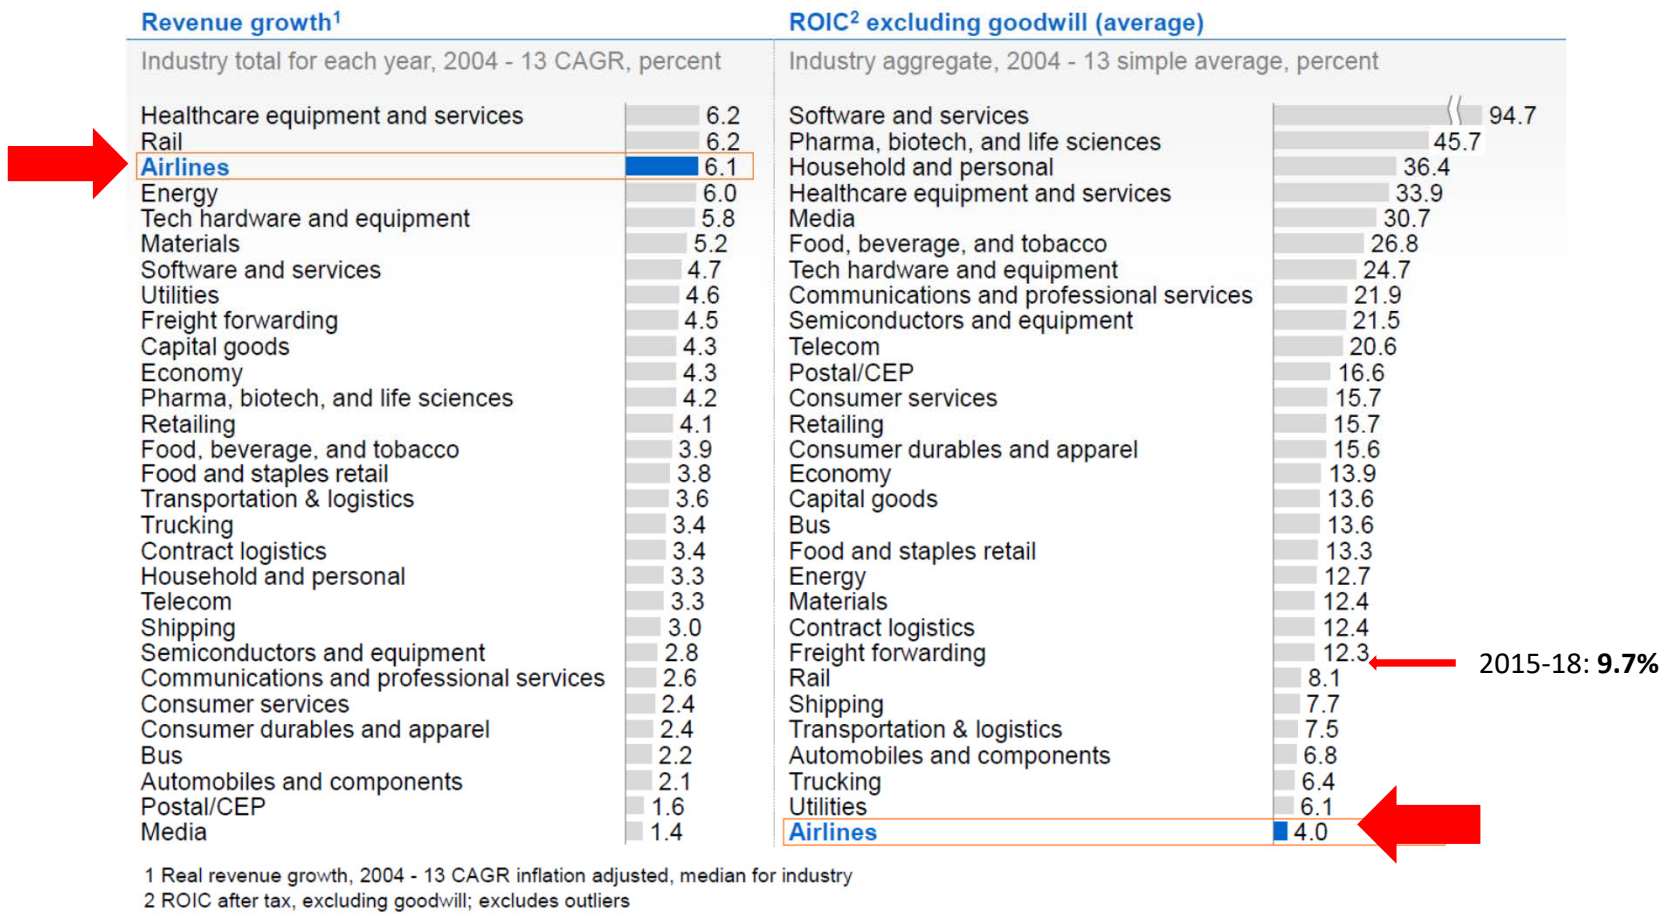 Revenue growth1
Industry total for each year, 2004 - 13 CAGR, percent
Healthcare equipment and services 6.2
Rail 6.2
Airlines 6.1
Energy 6.0
Tech hardware and equipment 5.8
Materials 5.2
Software and services 4.7
Utilities 4.6
Freight forwarding 4.5
Capital goods 4.3
Economy 4.3
Pharma, biotech, and life sciences 4.2
Retailing 4.1
Food, beverage, and tobacco 3.9
Food and staples retail 3.8
Transportation & logistics 3.6
Trucking 3.4
Contract logistics 3.4
Household and personal 3.3
Telecom 3.3
Shipping 3.0
Semiconductors and equipment 2.8
Communications and professional services 2.6
Consumer services 2.4
Consumer durables and apparel 2.4
Bus 2.2
Automobiles and components 2.1
Postal/CEP 1.6
Media 1.4
ROIC2 excluding goodwill (average)
Industry aggregate, 2004 - 13 simple average, percent
Software and services 94.7
Pharma, biotech, and life sciences 45.7
Household and personal 36.4
Healthcare equipment and services 33.9
Media 30.7
Food, beverage, and tobacco 26.8
Tech hardware and equipment 24.7
Communications and professional services 21.9
Semiconductors and equipment 21.5
Telecom 20.6
Postal/CEP 16.6
Consumer services 15.7
Retailing 15.7
Consumer durables and apparel 15.6
Economy 13.9
Capital goods 13.6
Bus 13.6
Food and staples retail 13.3
Energy 12.7
Materials 12.4
Contract logistics 12.4
Freight forwarding 12.3
2015-18: 9.7%
Rail 8.1
Shipping 7.7
Transportation & logistics 7.5
Automobiles and components 6.8
Trucking 6.4
Utilities 6.1
Airlines 4.0
1 Real revenue growth, 2004 - 13 CAGR inflation adjusted, median for industry
2 ROIC after tax, excluding goodwill; excludes outliers